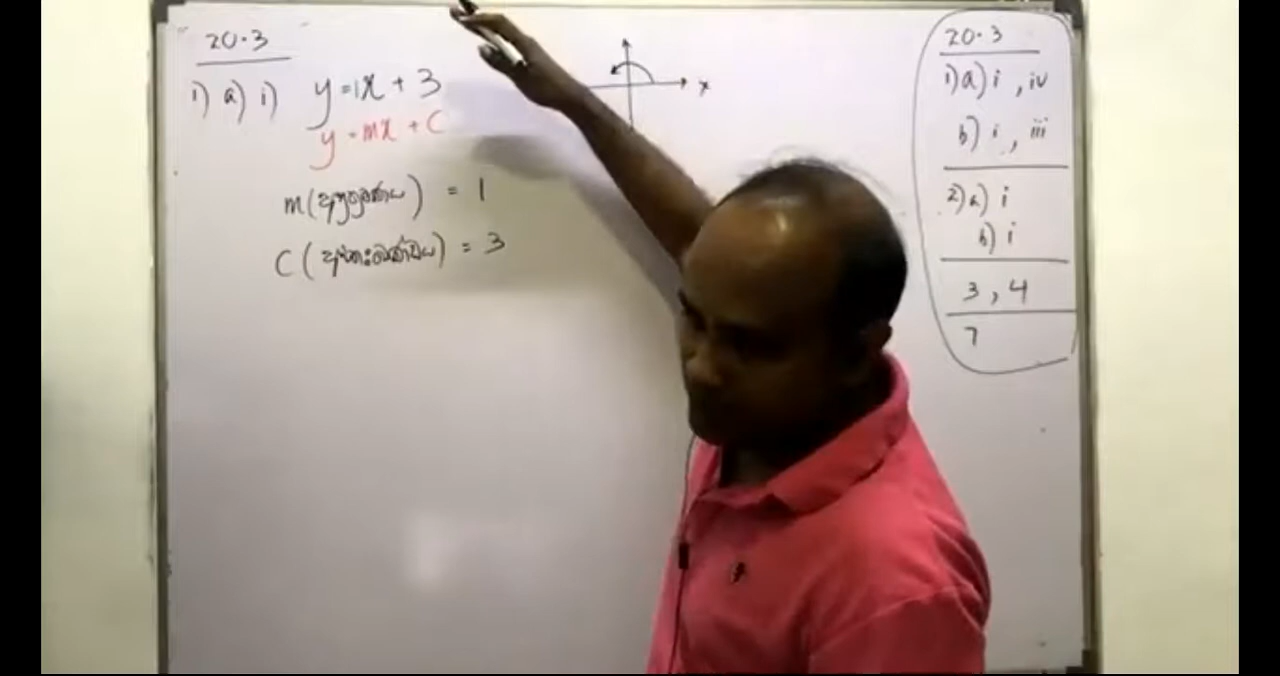 20.3
1) a) i) y = 1x + 3
y = mx + c
m (අනුක්‍රමණය) = 1
C (අන්තඃඛණ්ඩය) = 3
x
20.3
1) a) i , iv
b) i , iii
2) a) i
b) i
3 , 4
7